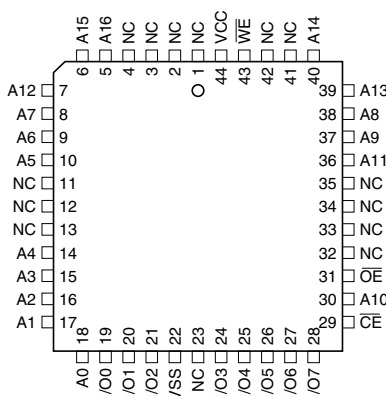 A15 A16 NC NC NC NC VCC WE NC NC A14
6 5 4 3 2 1 44 43 42 41 40
A12 7 39 A13
A7 8 38 A8
A6 9 37 A9
A5 10 36 A11
NC 11 35 NC
NC 12 34 NC
NC 13 33 NC
A4 14 32 NC
A3 15 31 OE
A2 16 30 A10
A1 17 29 CE
18 19 20 21 22 23 24 25 26 27 28
A0 /O0 /O1 /O2 /SS NC /O3 /O4 /O5 /O6 /O7